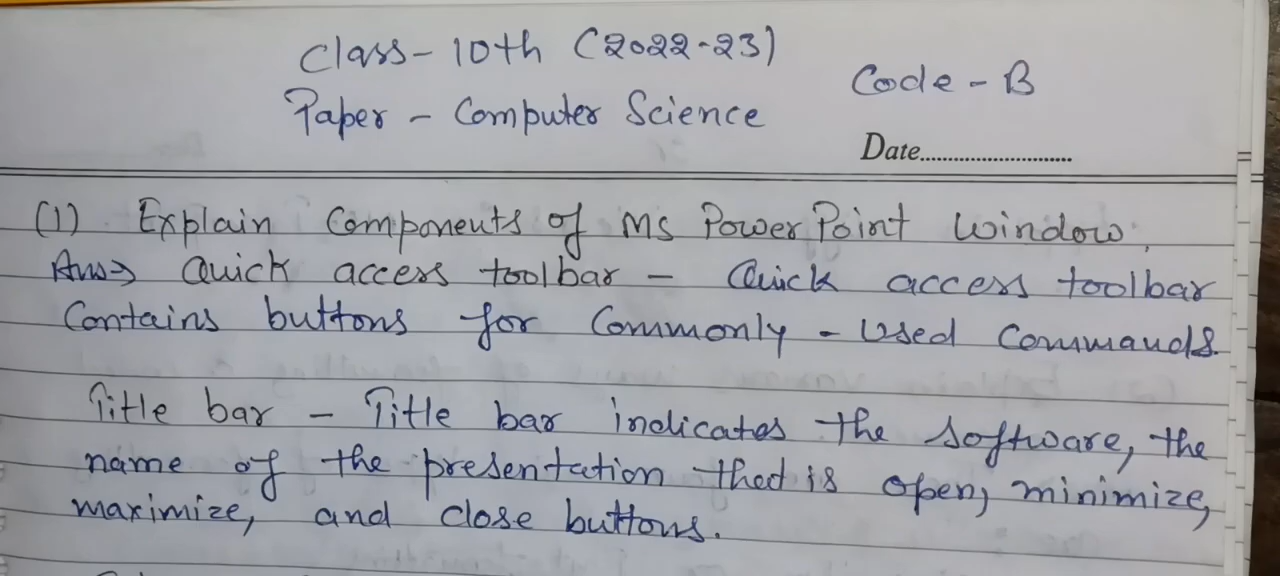 Class - 10th (2022-23)
Code - B
Paper - Computer Science
Date..............................
(1) Explain Components of MS PowerPoint Window.
Ans→ Quick access toolbar - Quick access toolbar
Contains buttons for Commonly - Used Commands.
Title bar - Title bar indicates the software, the
name of the presentation that is open, minimize,
maximize, and close buttons.